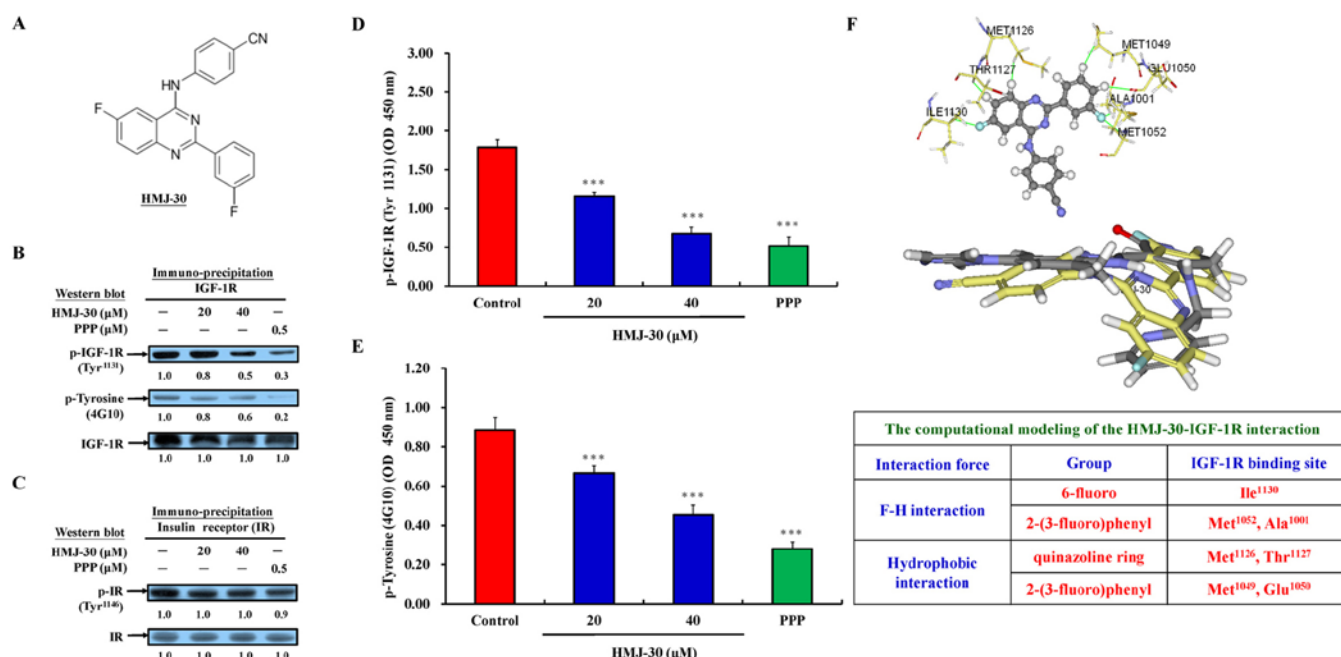 A
CN
HN
F
N
N
F
HMJ-30
B
Immuno-precipitation
IGF-1R
Western blot
HMJ-30 (μM) — 20 40 —
PPP (μM) — — — 0.5
p-IGF-1R
(Tyr1131)
1.0 0.8 0.5 0.3
p-Tyrosine
(4G10)
1.0 0.8 0.6 0.2
IGF-1R
1.0 1.0 1.0 1.0
C
Immuno-precipitation
Insulin receptor (IR)
Western blot
HMJ-30 (μM) — 20 40 —
PPP (μM) — — — 0.5
p-IR
(Tyr1146)
1.0 1.0 1.0 0.9
IR
1.0 1.0 1.0 1.0
D
p-IGF-1R (Tyr 1131) (OD 450 nm)
3.00
2.50
2.00
1.50
1.00
0.50
0.00
***
***
***
Control 20 40 PPP
HMJ-30 (μM)
E
p-Tyrosine (4G10) (OD 450 nm)
1.20
1.00
0.80
0.60
0.40
0.20
0.00
***
***
***
Control 20 40 PPP
HMJ-30 (μM)
F
MET1126
MET1049
THR1127
GLU1050
ALA1001
ILE1130
MET1052
The computational modeling of the HMJ-30-IGF-1R interaction
Interaction force Group IGF-1R binding site
F-H interaction
6-fluoro Ile1130
2-(3-fluoro)phenyl Met1052, Ala1001
Hydrophobic
interaction
quinazoline ring Met1126, Thr1127
2-(3-fluoro)phenyl Met1049, Glu1050